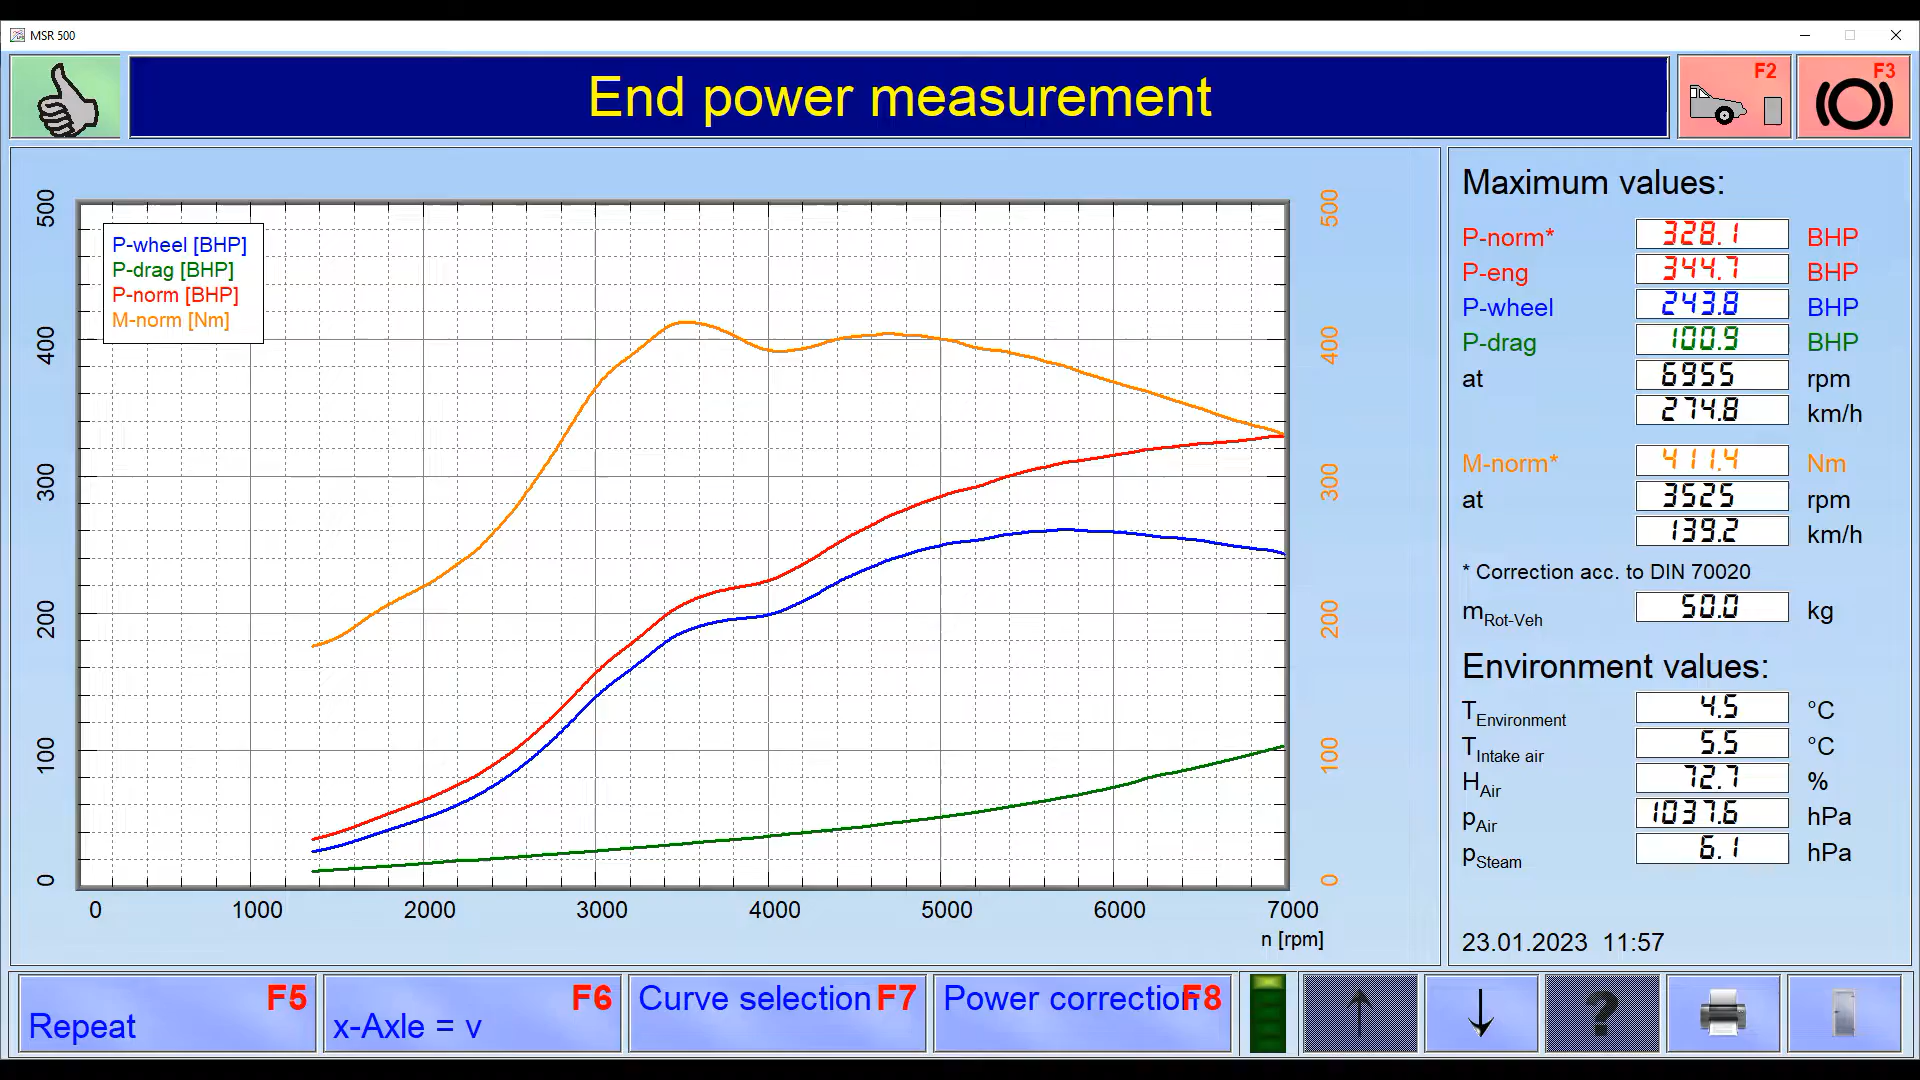 MSR 500
End power measurement
F2
F3
P-wheel [BHP]
P-drag [BHP]
P-norm [BHP]
M-norm [Nm]
500
400
300
200
100
0
500
400
300
200
100
0
0 1000 2000 3000 4000 5000 6000 7000
n [rpm]
Maximum values:
P-norm* 328.1 BHP
P-eng 344.7 BHP
P-wheel 243.8 BHP
P-drag 100.9 BHP
at 6955 rpm
274.8 km/h
M-norm* 411.4 Nm
at 3525 rpm
139.2 km/h
* Correction acc. to DIN 70020
mRot-Veh 50.0 kg
Environment values:
TEnvironment 4.5 °C
TIntake air 5.5 °C
HAir 72.7 %
pAir 1037.6 hPa
pSteam 6.1 hPa
23.01.2023 11:57
F5
Repeat
F6
x-Axle = v
Curve selection F7
Power correction F8
?